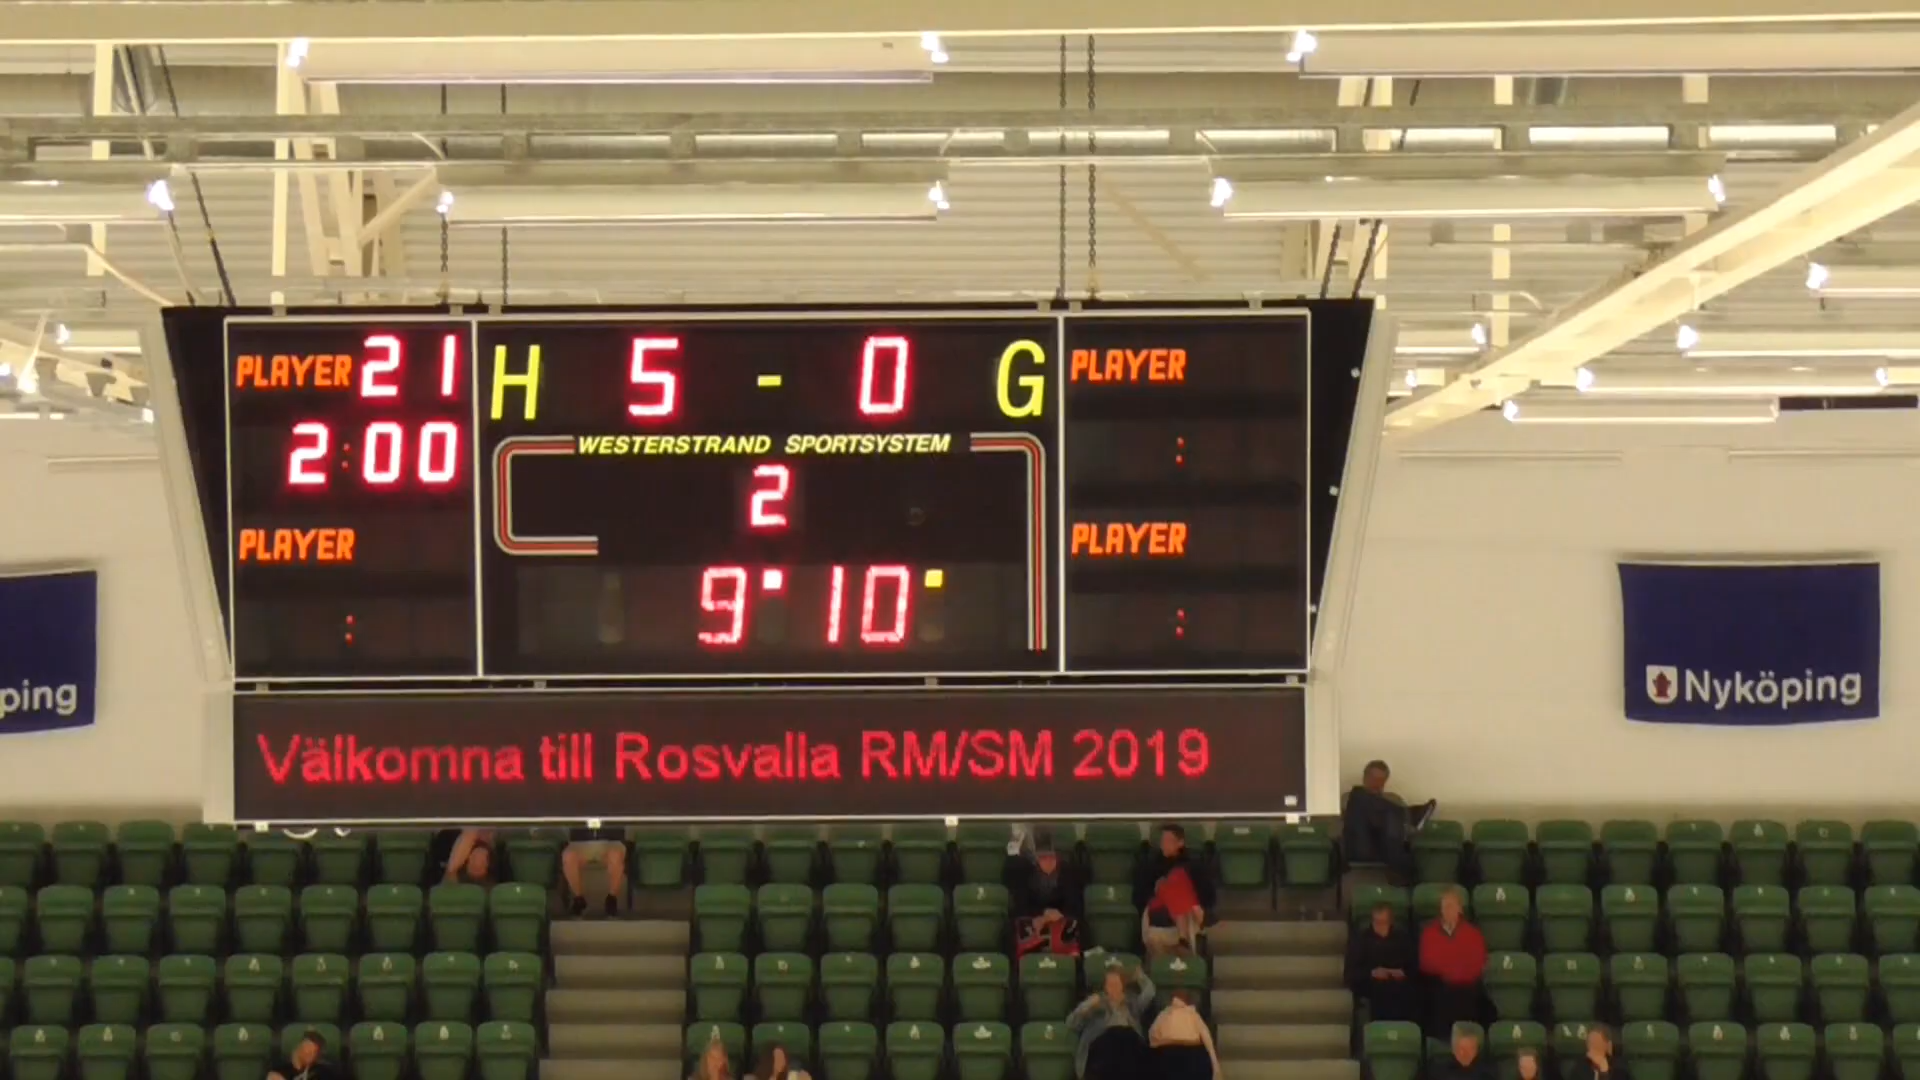 PLAYER 21
2:00
PLAYER
:
H 5 - 0 G
WESTERSTRAND SPORTSYSTEM
2
9 10
PLAYER
:
PLAYER
:
Välkomna till Rosvalla RM/SM 2019
ping
Nyköping